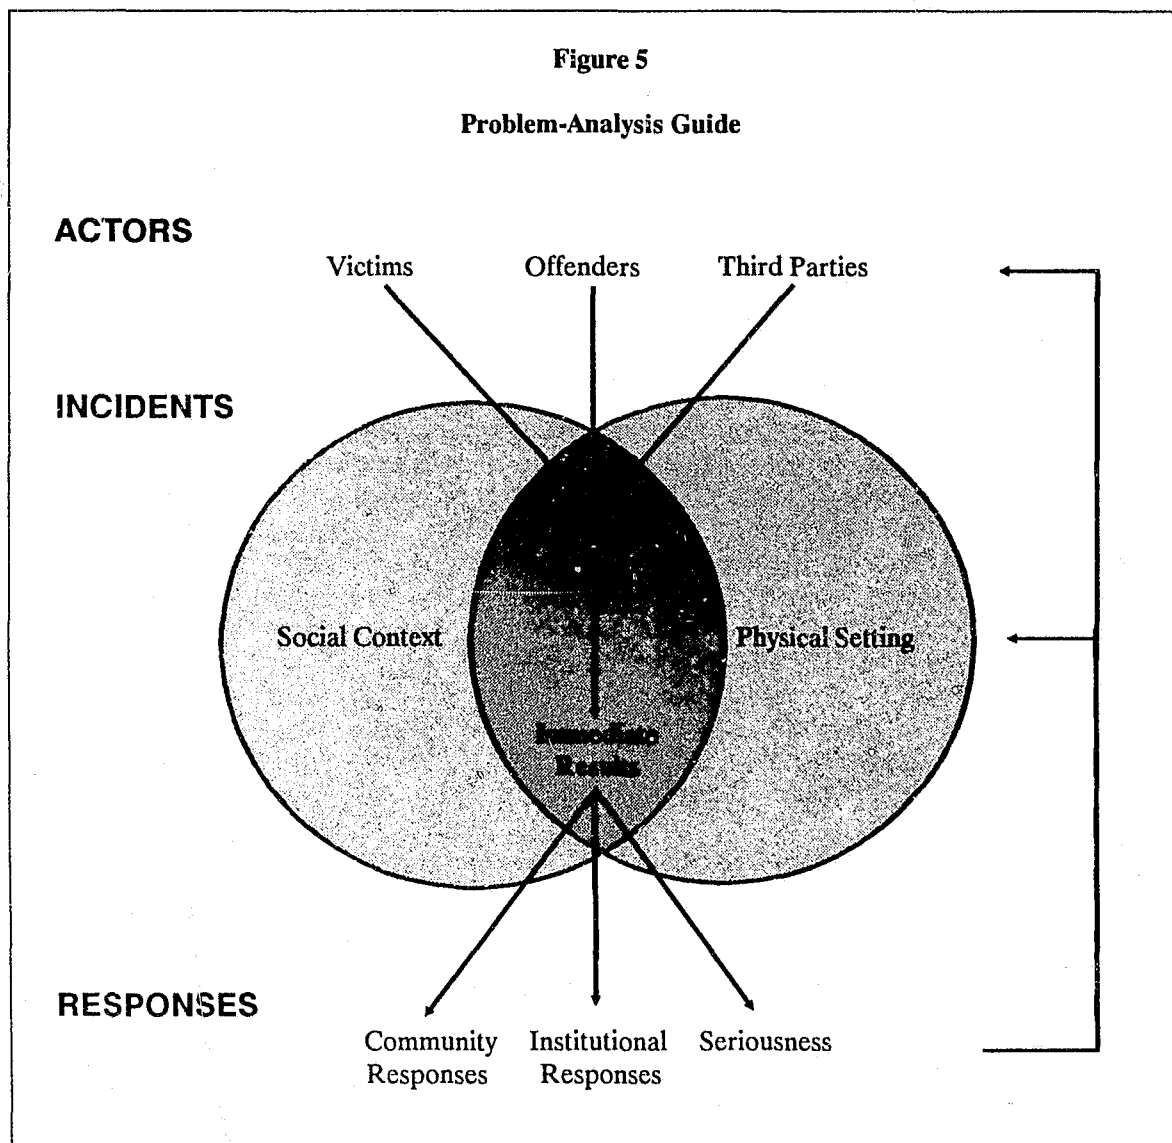 Figure 5
Problem-Analysis Guide
ACTORS
Victims Offenders Third Parties
INCIDENTS
Social Context Physical Setting
Immediate
Results
RESPONSES
Community Institutional Seriousness
Responses Responses